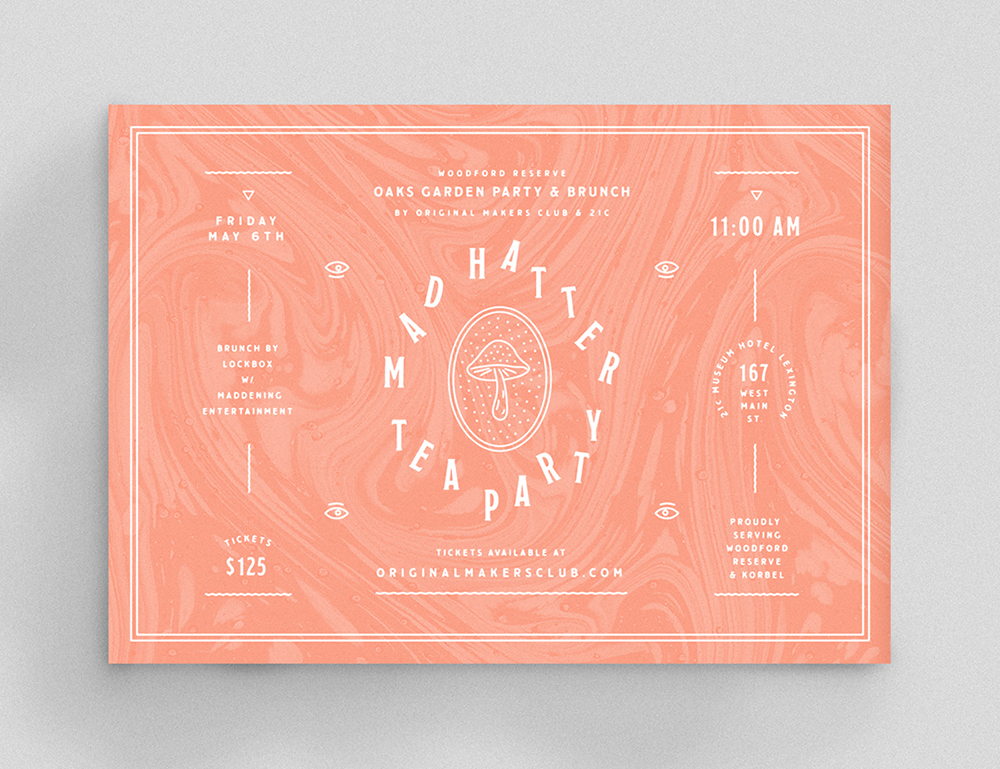 WOODFORD RESERVE
OAKS GARDEN PARTY & BRUNCH
BY ORIGINAL MAKERS CLUB & 21C
FRIDAY
MAY 6TH
11:00 AM
MAD HATTER
TEA PARTY
BRUNCH BY
LOCKBOX
W/
MADDENING
ENTERTAINMENT
21C MUSEUM HOTEL LEXINGTON
167
WEST
MAIN
ST.
TICKETS
$125
TICKETS AVAILABLE AT
ORIGINALMAKERSCLUB.COM
PROUDLY
SERVING
WOODFORD
RESERVE
& KORBEL